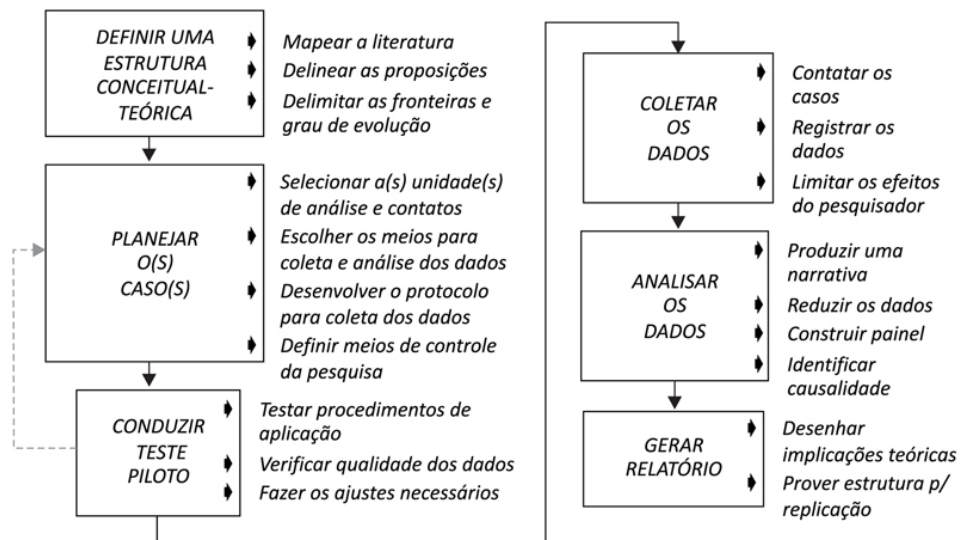 DEFINIR UMA
ESTRUTURA
CONCEITUAL-
TEÓRICA
Mapear a literatura
Delinear as proposições
Delimitar as fronteiras e
grau de evolução
PLANEJAR
O(S)
CASO(S)
Selecionar a(s) unidade(s)
de análise e contatos
Escolher os meios para
coleta e análise dos dados
Desenvolver o protocolo
para coleta dos dados
Definir meios de controle
da pesquisa
CONDUZIR
TESTE
PILOTO
Testar procedimentos de
aplicação
Verificar qualidade dos dados
Fazer os ajustes necessários
COLETAR
OS
DADOS
Contatar os
casos
Registrar os
dados
Limitar os efeitos
do pesquisador
ANALISAR
OS
DADOS
Produzir uma
narrativa
Reduzir os dados
Construir painel
Identificar
causalidade
GERAR
RELATÓRIO
Desenhar
implicações teóricas
Prover estrutura p/
replicação